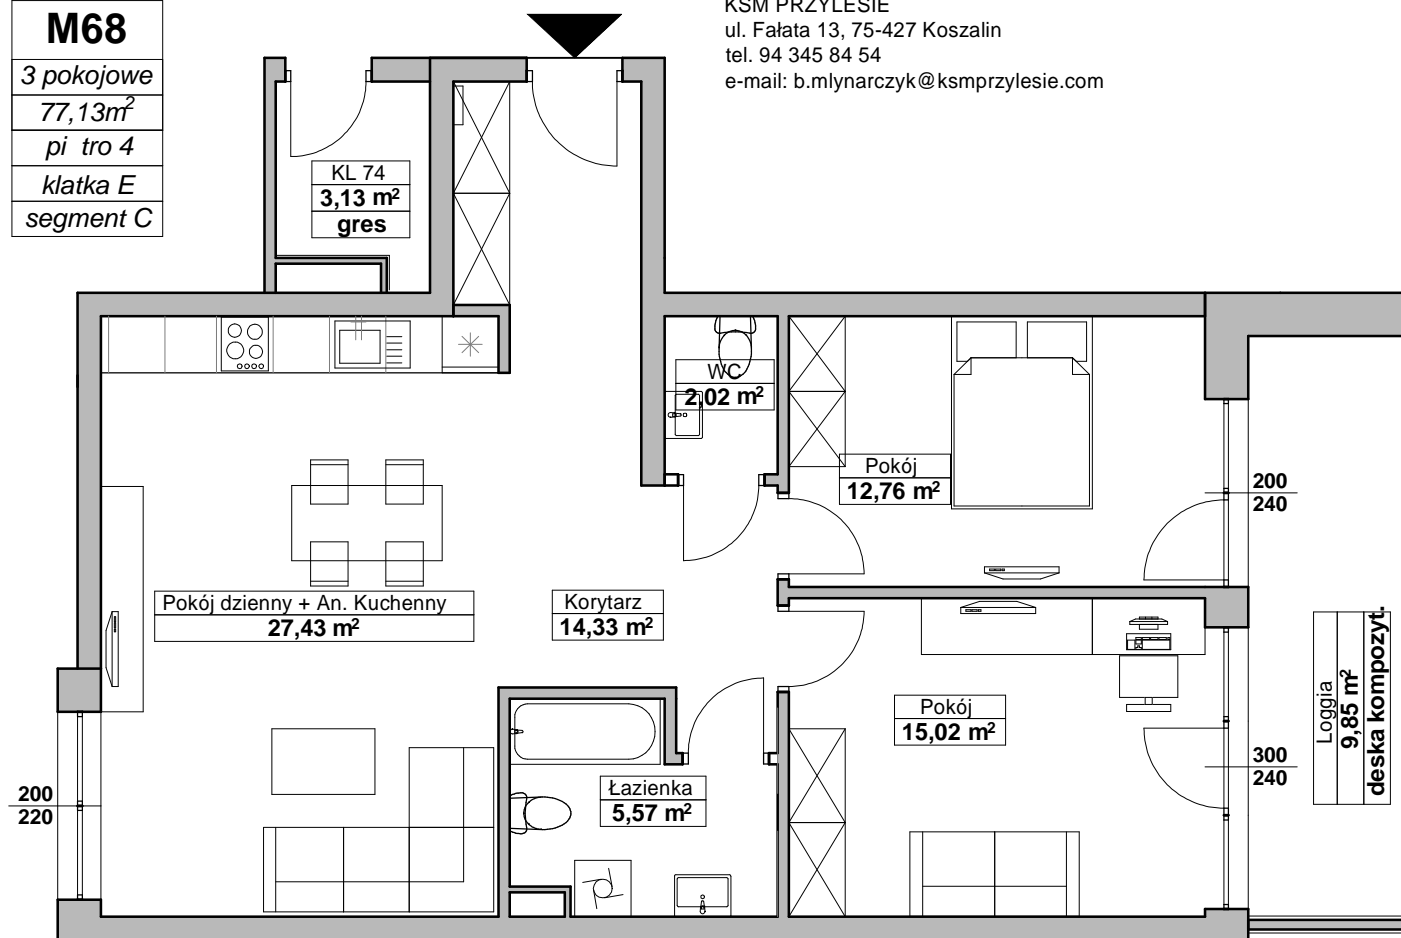 M68
3 pokojowe
77,13m²
pi tro 4
klatka E
segment C
KSM PRZYLESIE
ul. Fałata 13, 75-427 Koszalin
tel. 94 345 84 54
e-mail: b.mlynarczyk@ksmprzylesie.com
KL 74
3,13 m²
gres
WC
2,02 m²
Pokój
12,76 m²
200
240
Pokój dzienny + An. Kuchenny
27,43 m²
Korytarz
14,33 m²
Pokój
15,02 m²
300
240
Loggia
9,85 m²
deska kompozyt.
Łazienka
5,57 m²
200
220